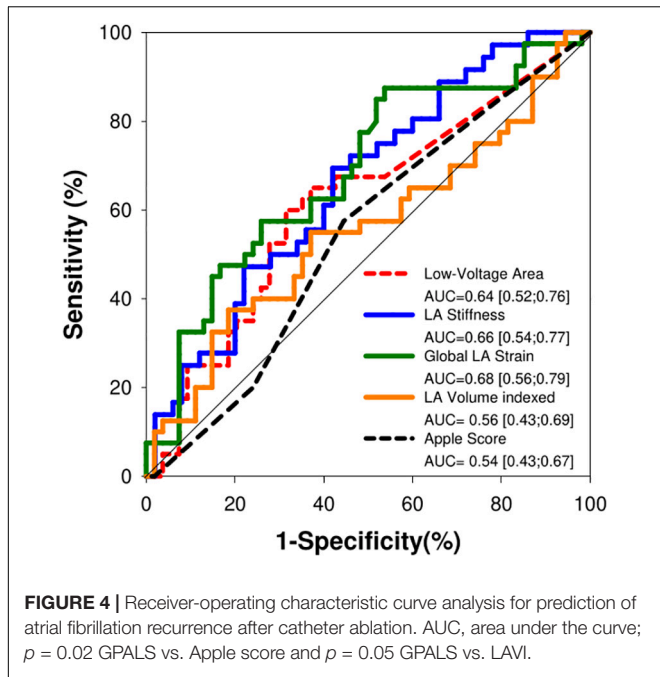 100
80
60
40
20
0
Sensitivity (%)
Low-Voltage Area
AUC=0.64 [0.52;0.76]
LA Stiffness
AUC=0.66 [0.54;0.77]
Global LA Strain
AUC=0.68 [0.56;0.79]
LA Volume indexed
AUC= 0.56 [0.43;0.69]
Apple Score
AUC= 0.54 [0.43;0.67]
0 20 40 60 80 100
1-Specificity(%)
FIGURE 4 | Receiver-operating characteristic curve analysis for prediction of
atrial fibrillation recurrence after catheter ablation. AUC, area under the curve;
p = 0.02 GPALS vs. Apple score and p = 0.05 GPALS vs. LAVI.